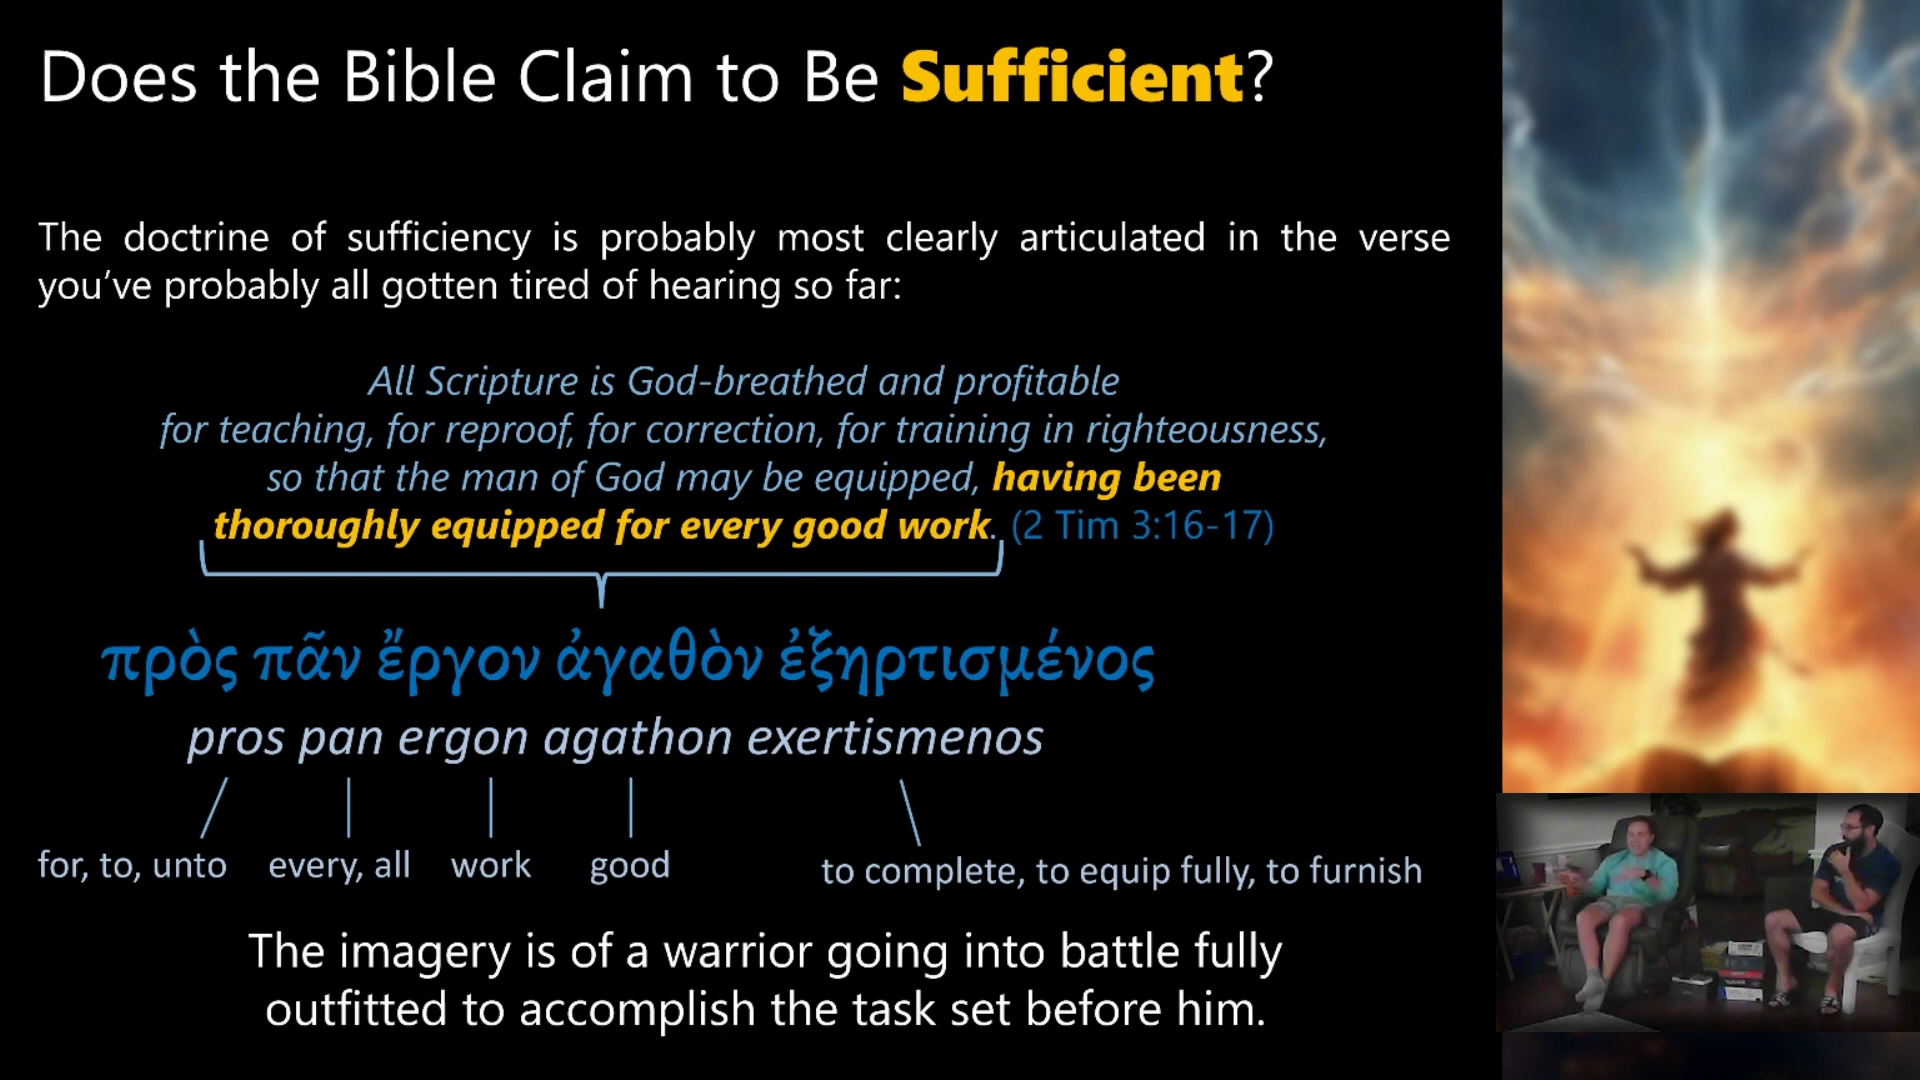 Does the Bible Claim to Be Sufficient?
The doctrine of sufficiency is probably most clearly articulated in the verse
you’ve probably all gotten tired of hearing so far:
All Scripture is God-breathed and profitable
for teaching, for reproof, for correction, for training in righteousness,
so that the man of God may be equipped, having been
thoroughly equipped for every good work. (2 Tim 3:16-17)
πρὸς πᾶν ἔργον ἀγαθὸν ἐξηρτισμένος
pros pan ergon agathon exertismenos
for, to, unto every, all work good to complete, to equip fully, to furnish
The imagery is of a warrior going into battle fully
outfitted to accomplish the task set before him.